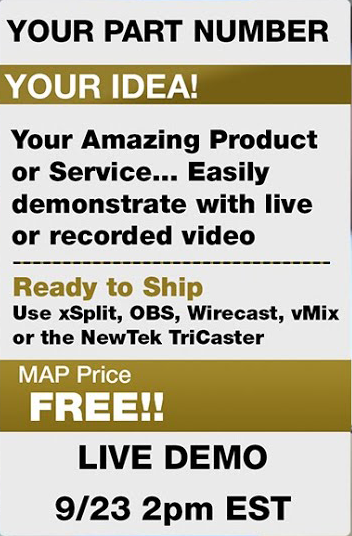 YOUR PART NUMBER
YOUR IDEA!
Your Amazing Product
or Service... Easily
demonstrate with live
or recorded video
Ready to Ship
Use xSplit, OBS, Wirecast, vMix
or the NewTek TriCaster
MAP Price
FREE!!
LIVE DEMO
9/23 2pm EST